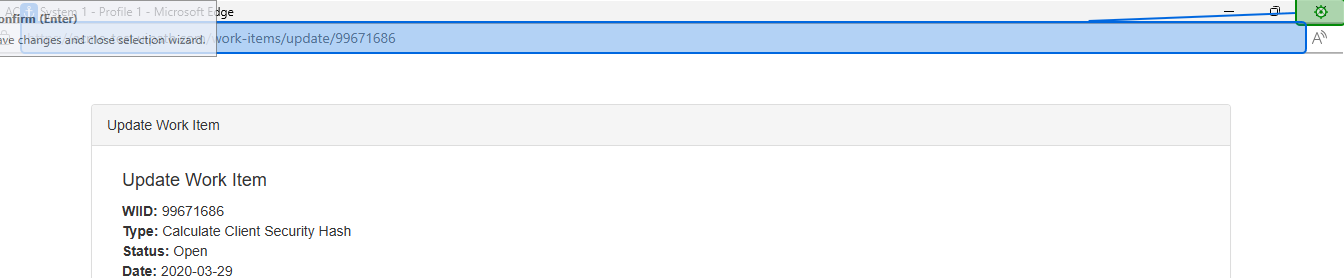 AC System 1 - Profile 1 - Microsoft Edge
onfirm (Enter)
ave changes and close selection wizard.
work-items/update/99671686
Update Work Item
Update Work Item
WIID: 99671686
Type: Calculate Client Security Hash
Status: Open
Date: 2020-03-29